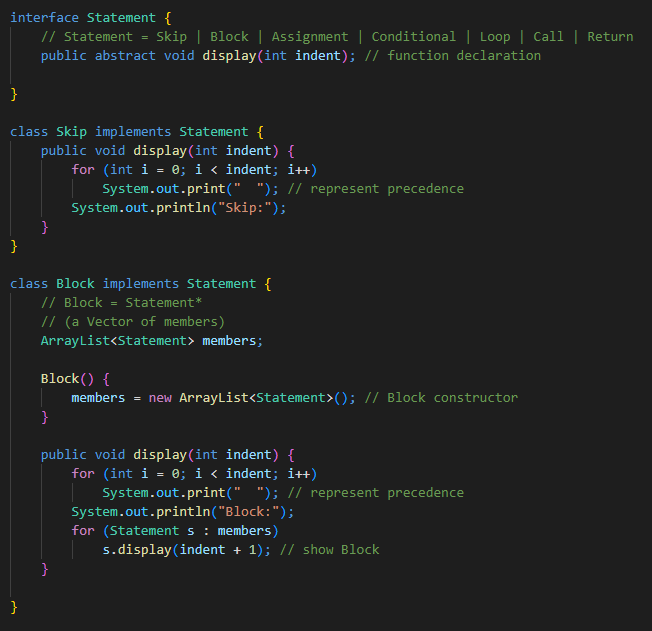 interface Statement {
    // Statement = Skip | Block | Assignment | Conditional | Loop | Call | Return
    public abstract void display(int indent); // function declaration

}

class Skip implements Statement {
    public void display(int indent) {
        for (int i = 0; i < indent; i++)
            System.out.print("  "); // represent precedence
        System.out.println("Skip:");
    }
}

class Block implements Statement {
    // Block = Statement*
    // (a Vector of members)
    ArrayList<Statement> members;

    Block() {
        members = new ArrayList<Statement>(); // Block constructor
    }

    public void display(int indent) {
        for (int i = 0; i < indent; i++)
            System.out.print("  "); // represent precedence
        System.out.println("Block:");
        for (Statement s : members)
            s.display(indent + 1); // show Block
    }

}